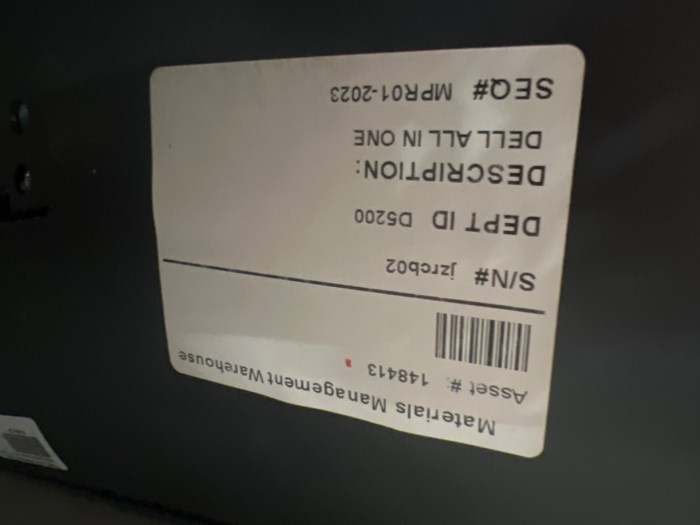 Materials Management Warehouse
Asset #: 148413
S/N# jzrcb02
DEPT ID D5200
DESCRIPTION:
DELL ALL IN ONE
SEQ# MPR01-2023